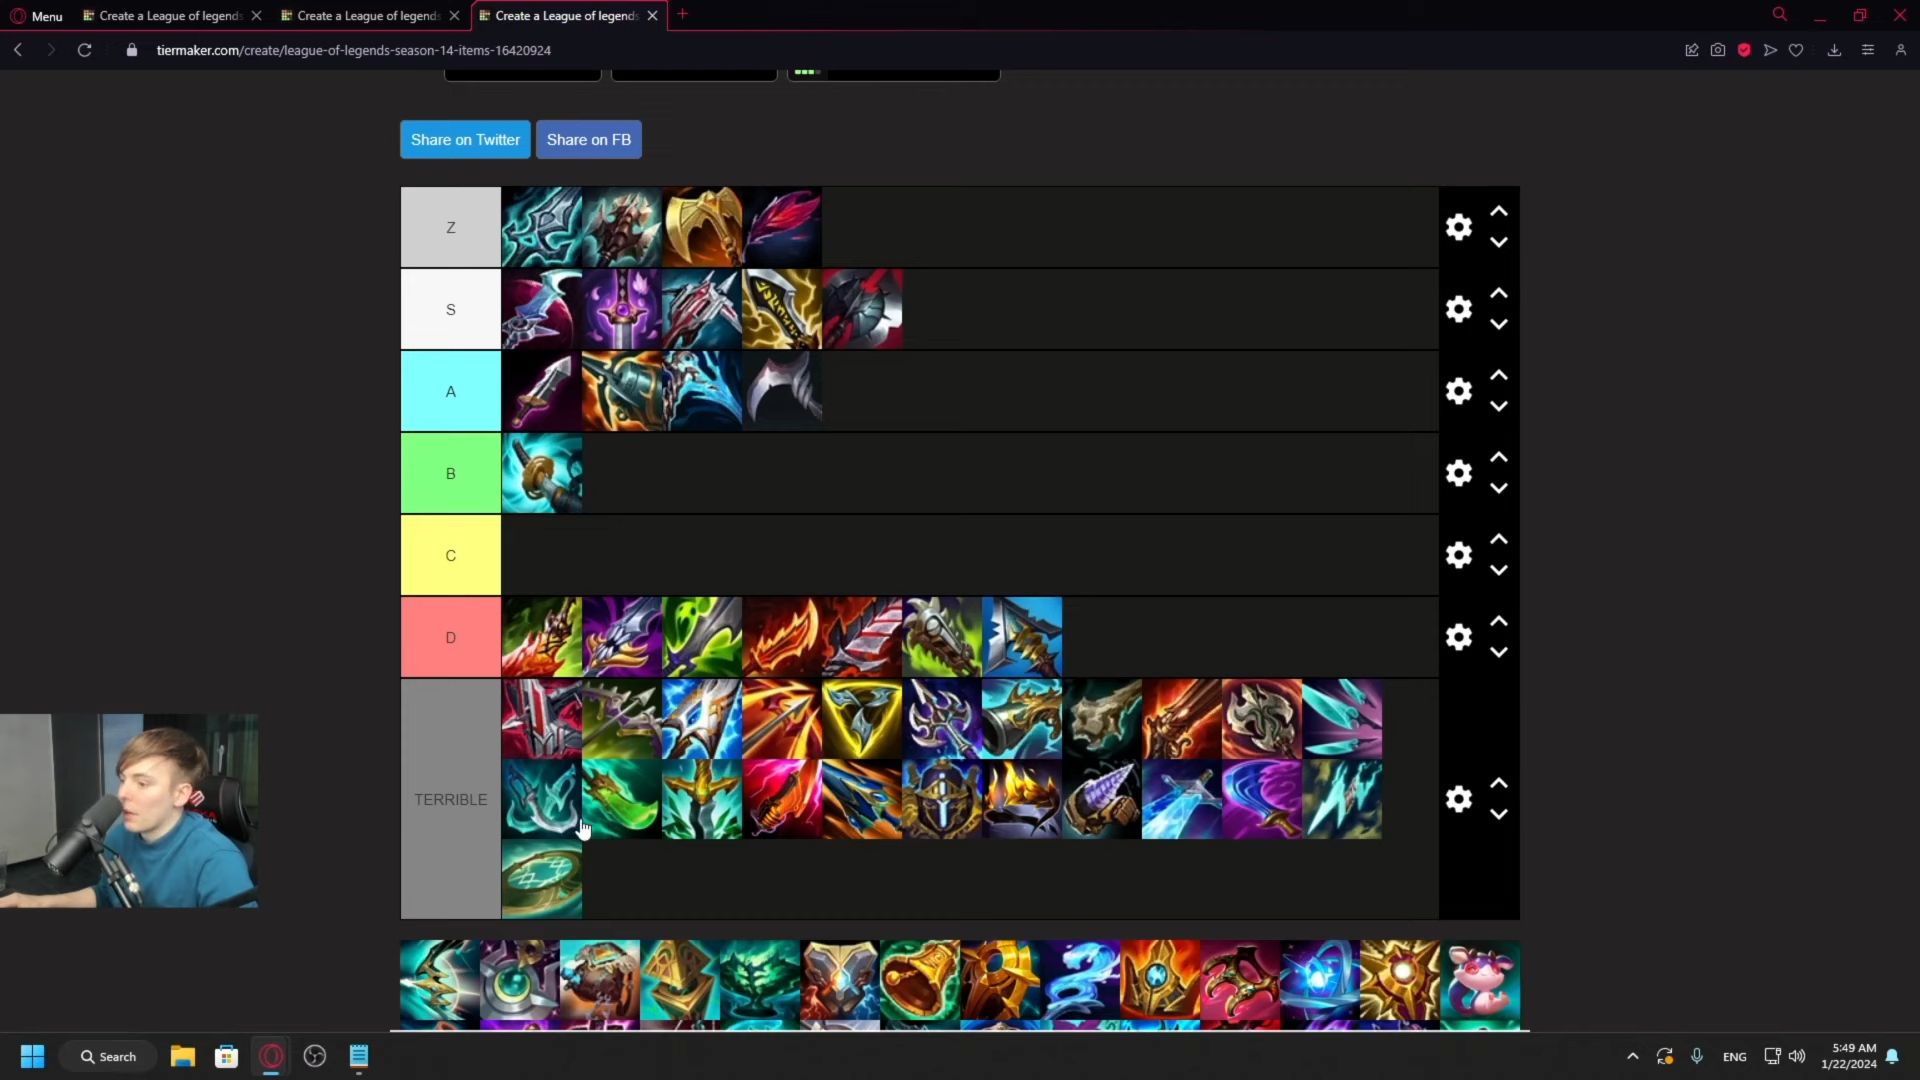 Menu
Create a League of legends
Create a League of legends
Create a League of legends
tiermaker.com/create/league-of-legends-season-14-items-16420924
Share on Twitter
Share on FB
Z
S
A
B
C
D
TERRIBLE
Search
ENG
5:49 AM
1/22/2024